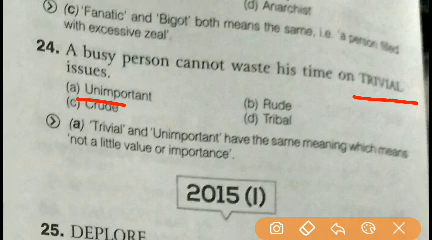 (d) Anarchist
(c) 'Fanatic' and 'Bigot' both means the same, i.e. 'a person filled
with excessive zeal'.
24. A busy person cannot waste his time on TRIVIAL
issues.
(a) Unimportant
(b) Rude
(c) Crude
(d) Tribal
(a) 'Trivial' and 'Unimportant' have the same meaning which means
'not a little value or importance'.
2015 (I)
25. DEPLORE